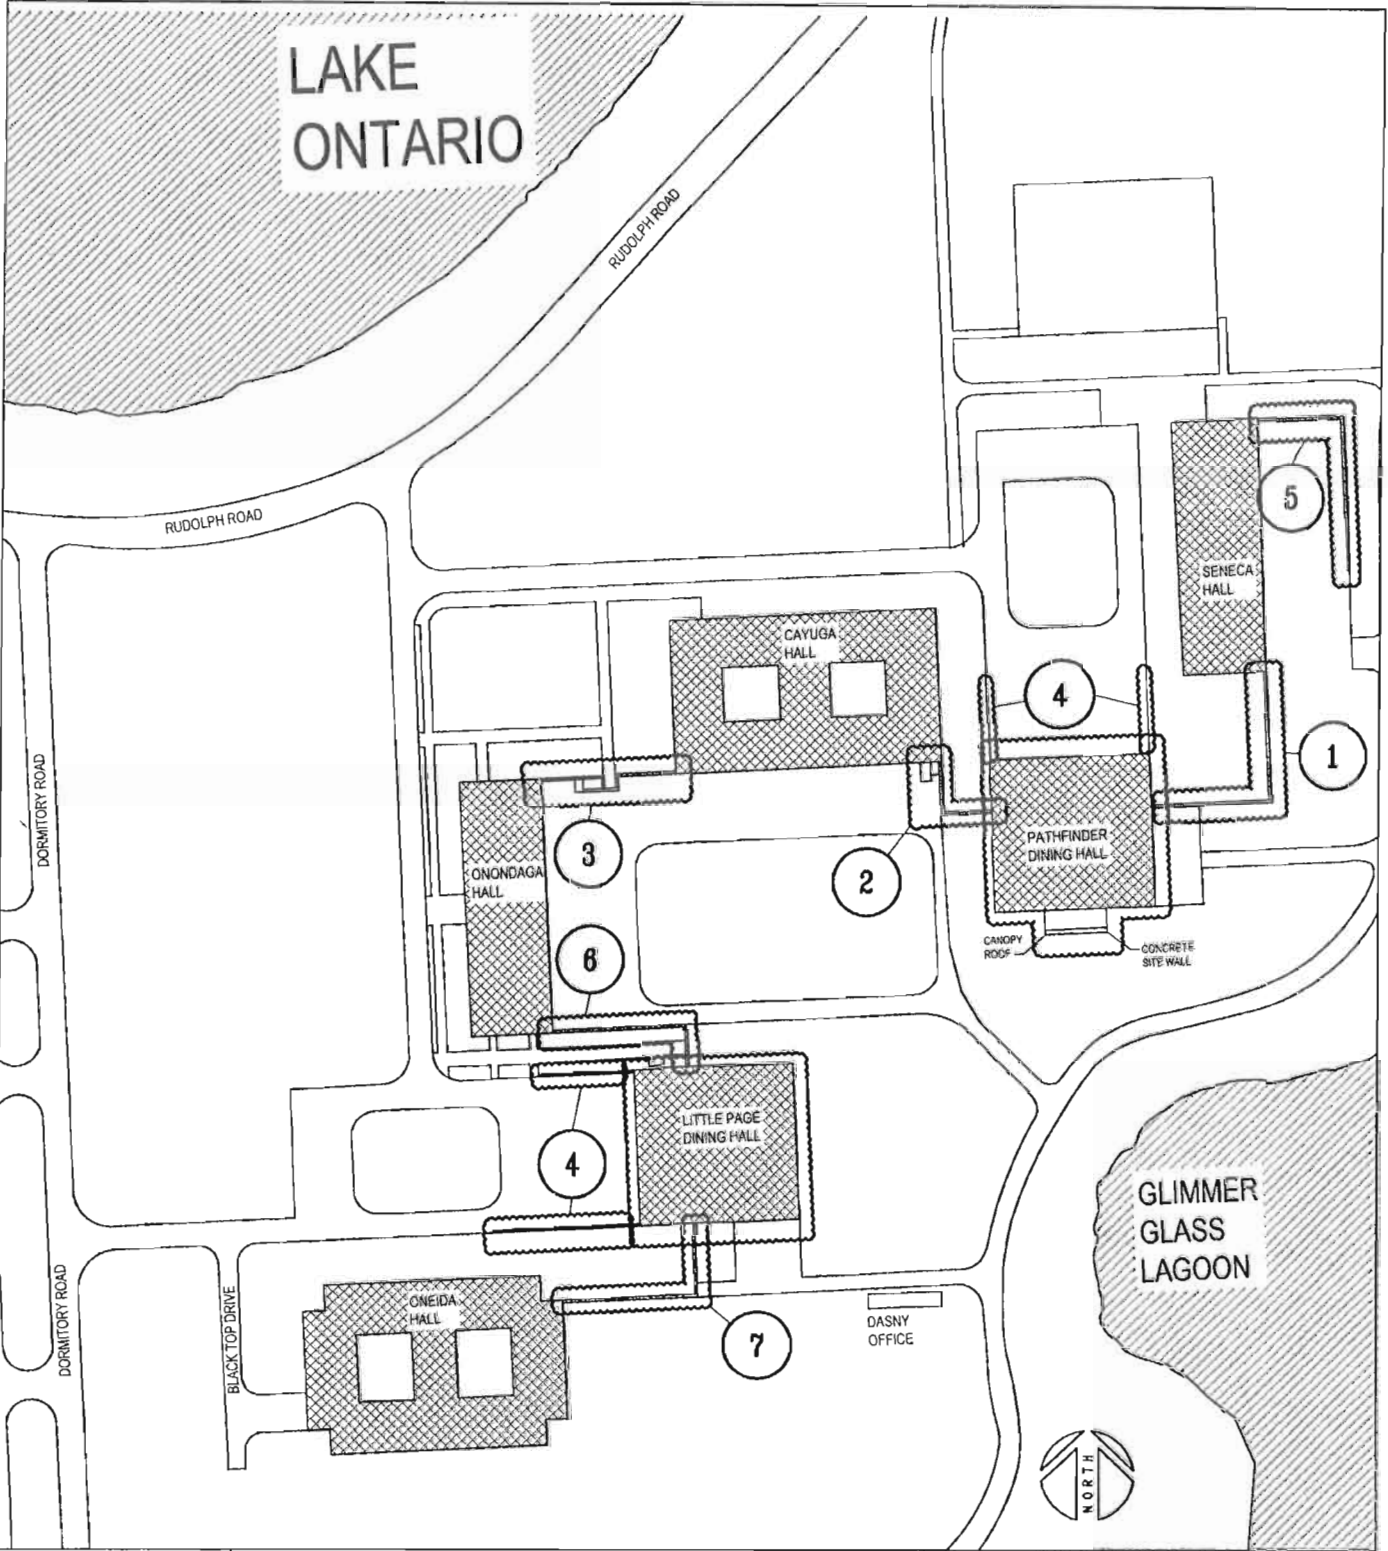 LAKE
ONTARIO
RUDOLPH ROAD
RUDOLPH ROAD
5
SENECA
HALL
CAYUGA
HALL
4
1
DORMITORY ROAD
3
2
PATHFINDER
DINING HALL
ONONDAGA
HALL
6
CANOPY
ROOF
CONCRETE
SITE WALL
LITTLE PAGE
DINING HALL
4
GLIMMER
GLASS
LAGOON
DORMITORY ROAD
BLACK TOP DRIVE
ONEIDA
HALL
7
DASNY
OFFICE
NORTH